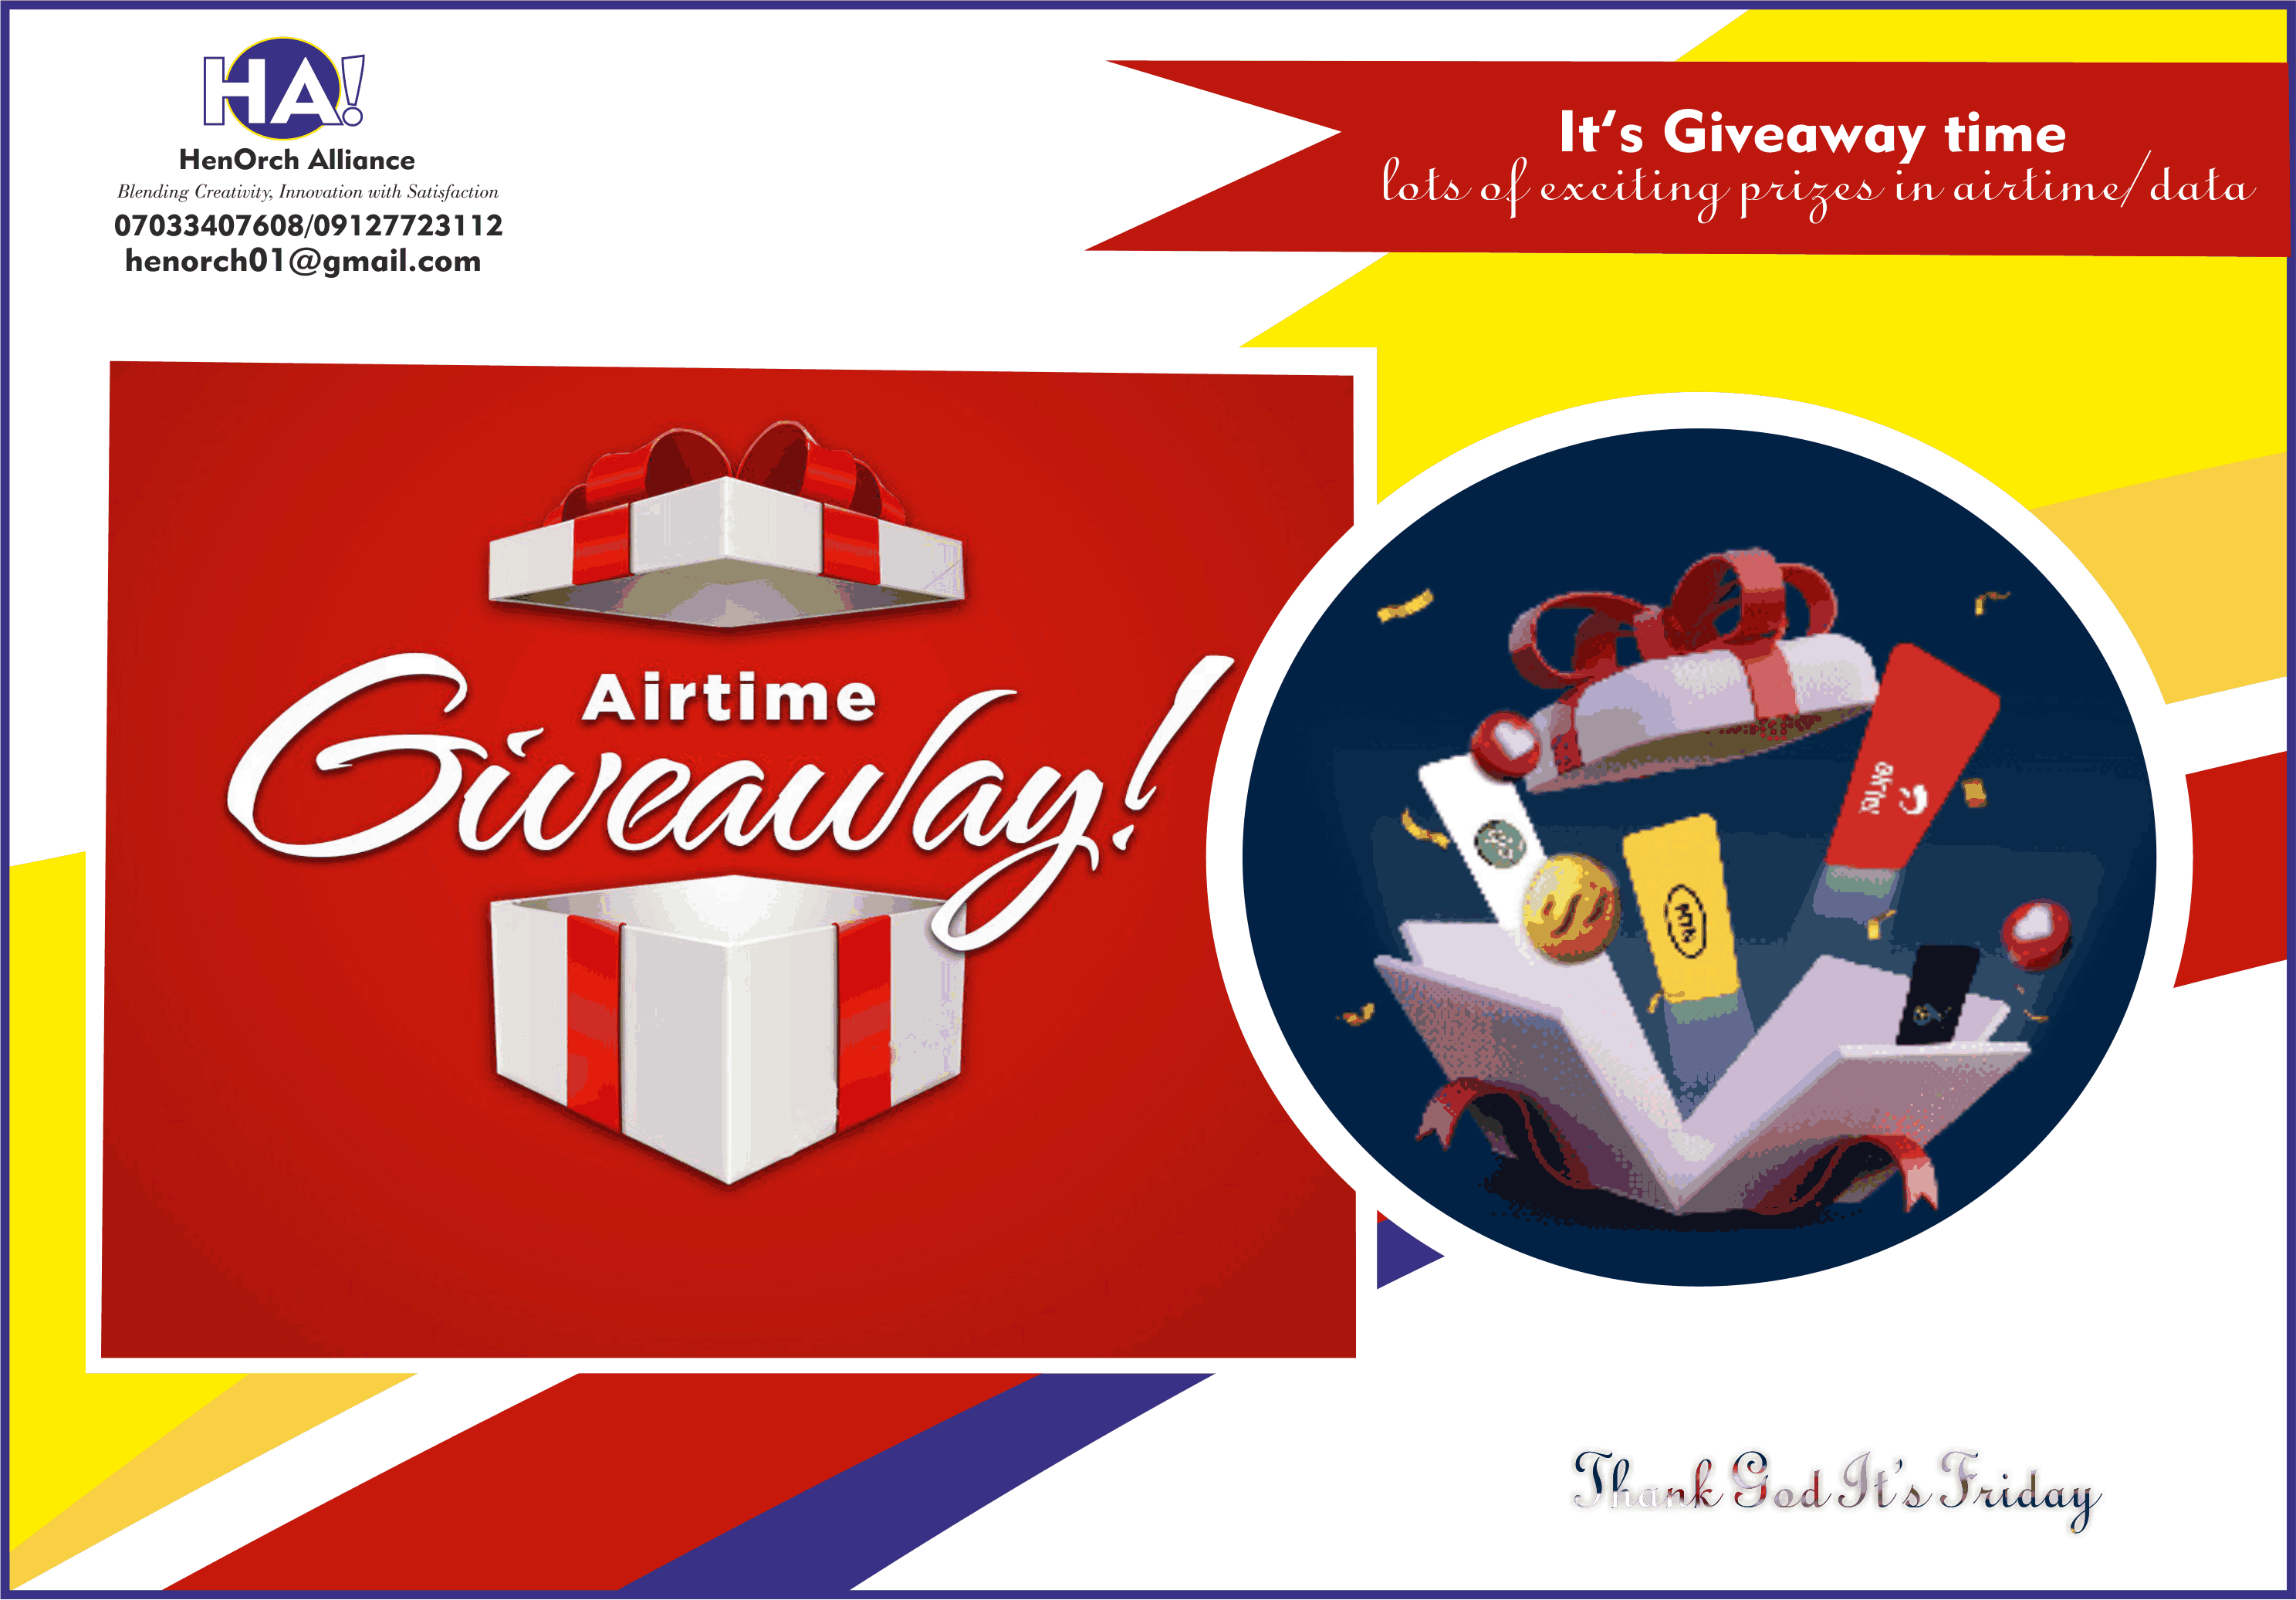 HA!
HenOrch Alliance
Blending Creativity, Innovation with Satisfaction
07033407608/09127723112
henorch01@gmail.com
It's Giveaway time
lots of exciting prizes in airtime/data
Airtime
Giveaway!
airtel
MTN
Thank God It's Friday